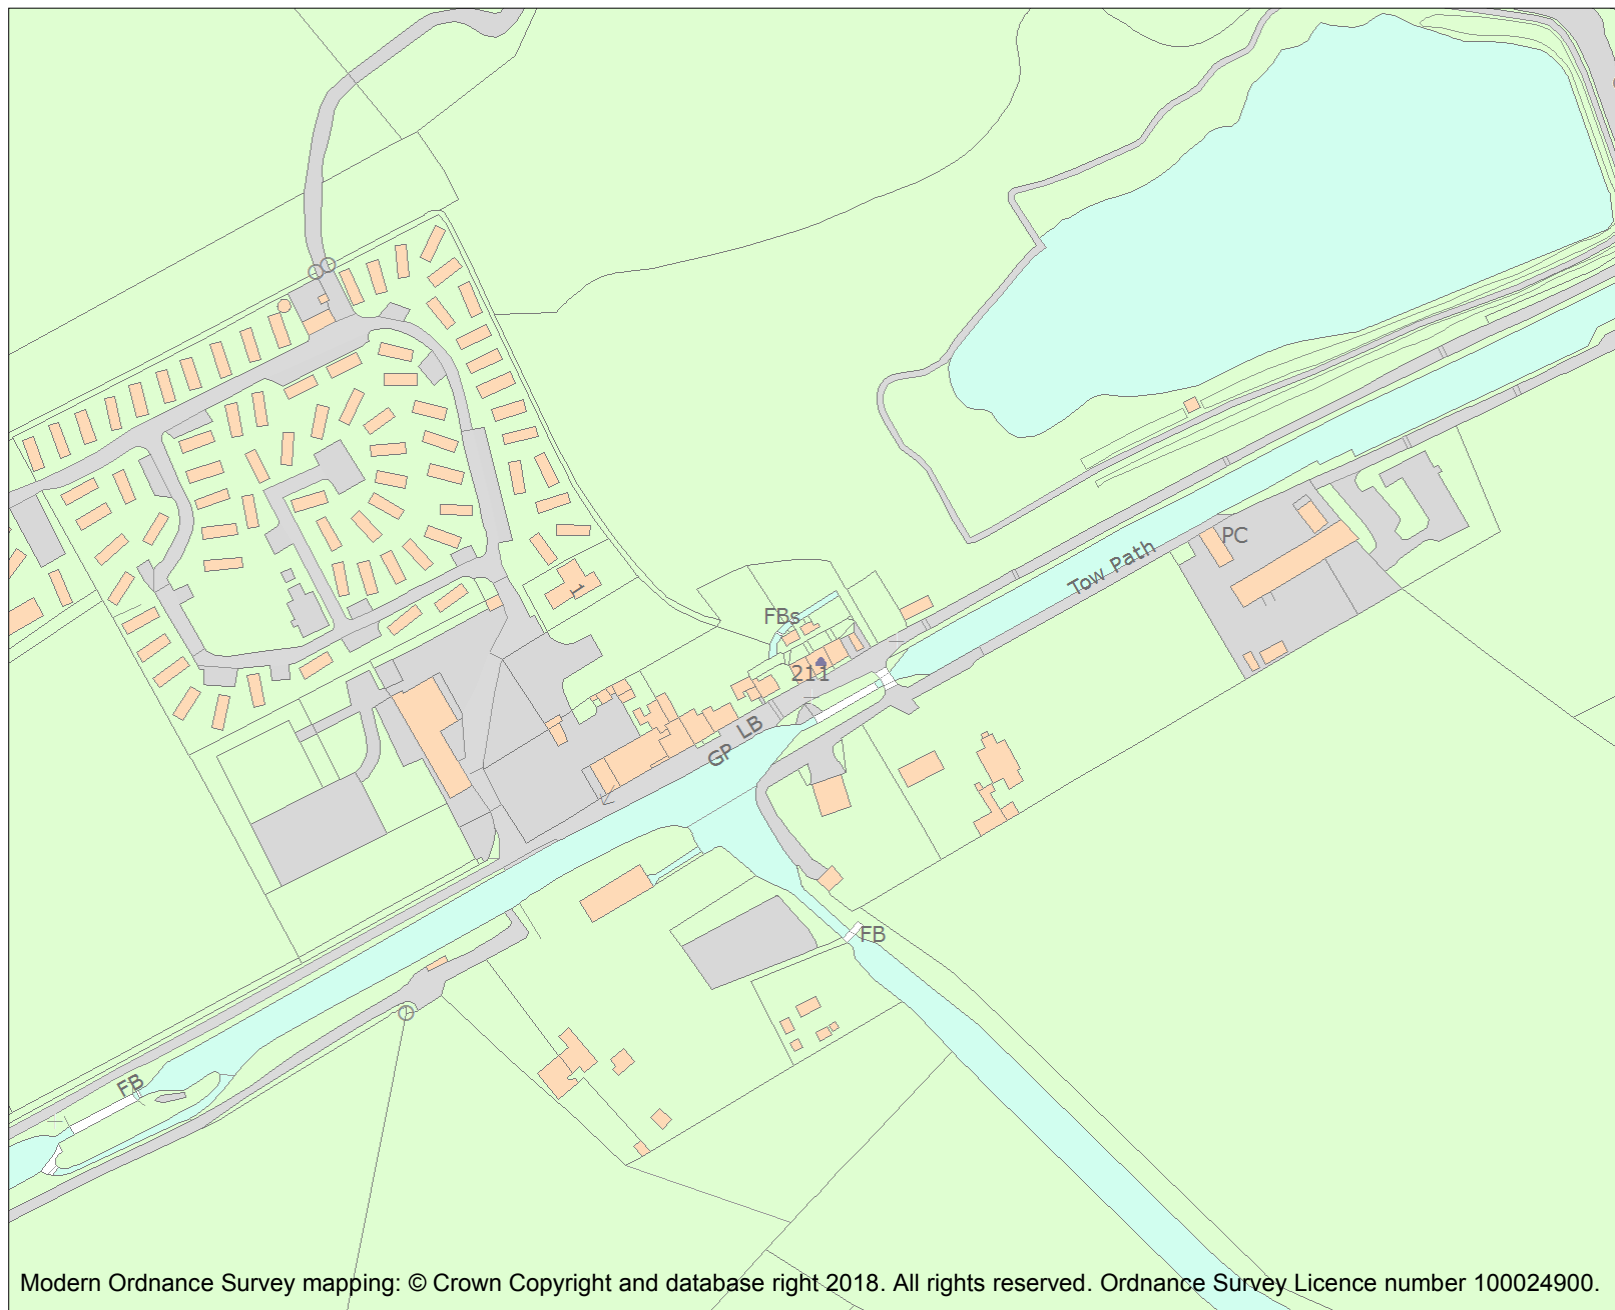 PC
Tow Path
1
FBs
211
GP LB
FB
FB
Modern Ordnance Survey mapping: © Crown Copyright and database right 2018. All rights reserved. Ordnance Survey Licence number 100024900.